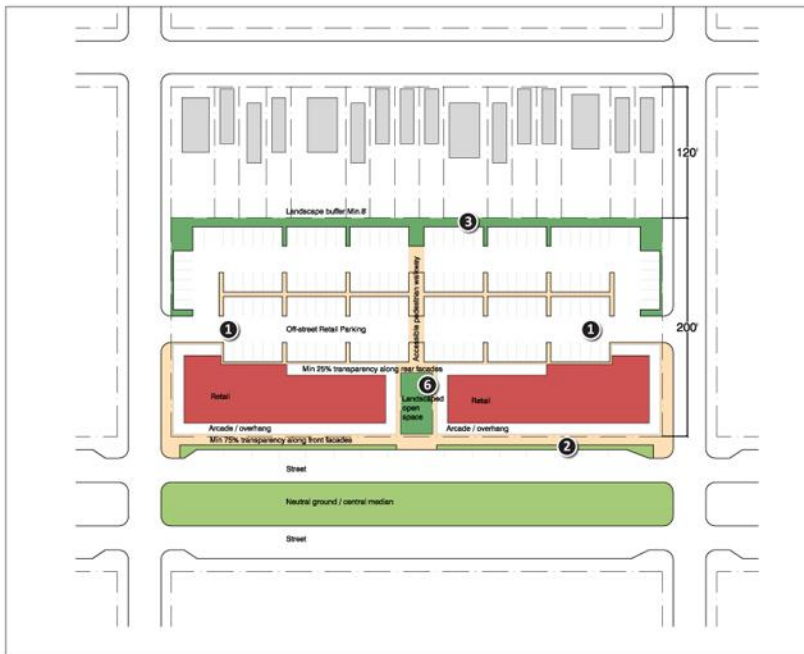 120'
Landscape buffer Min.8'
3
Accessible pedestrian walkway
1
Off-street Retail Parking
1
200'
Min 25% transparency along rear facades
6
Retail
Landscaped
open
space
Retail
Arcade / overhang
Arcade / overhang
Min 75% transparency along front facades
2
Street
Neutral ground / central median
Street